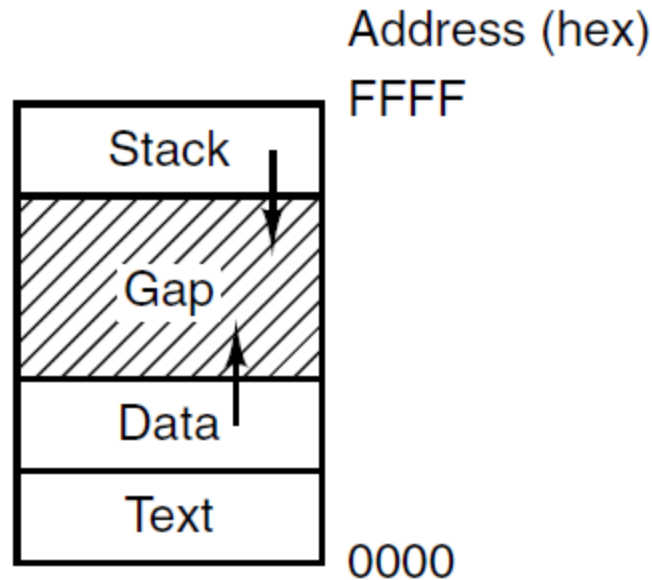 Address (hex)
FFFF
Stack
Gap
Data
Text
0000